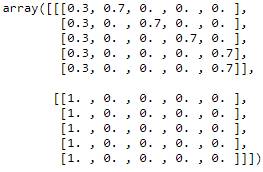 array([[[0.3, 0.7, 0. , 0. , 0. ],
        [0.3, 0. , 0.7, 0. , 0. ],
        [0.3, 0. , 0. , 0.7, 0. ],
        [0.3, 0. , 0. , 0. , 0.7],
        [0.3, 0. , 0. , 0. , 0.7]],

       [[1. , 0. , 0. , 0. , 0. ],
        [1. , 0. , 0. , 0. , 0. ],
        [1. , 0. , 0. , 0. , 0. ],
        [1. , 0. , 0. , 0. , 0. ],
        [1. , 0. , 0. , 0. , 0. ]]])